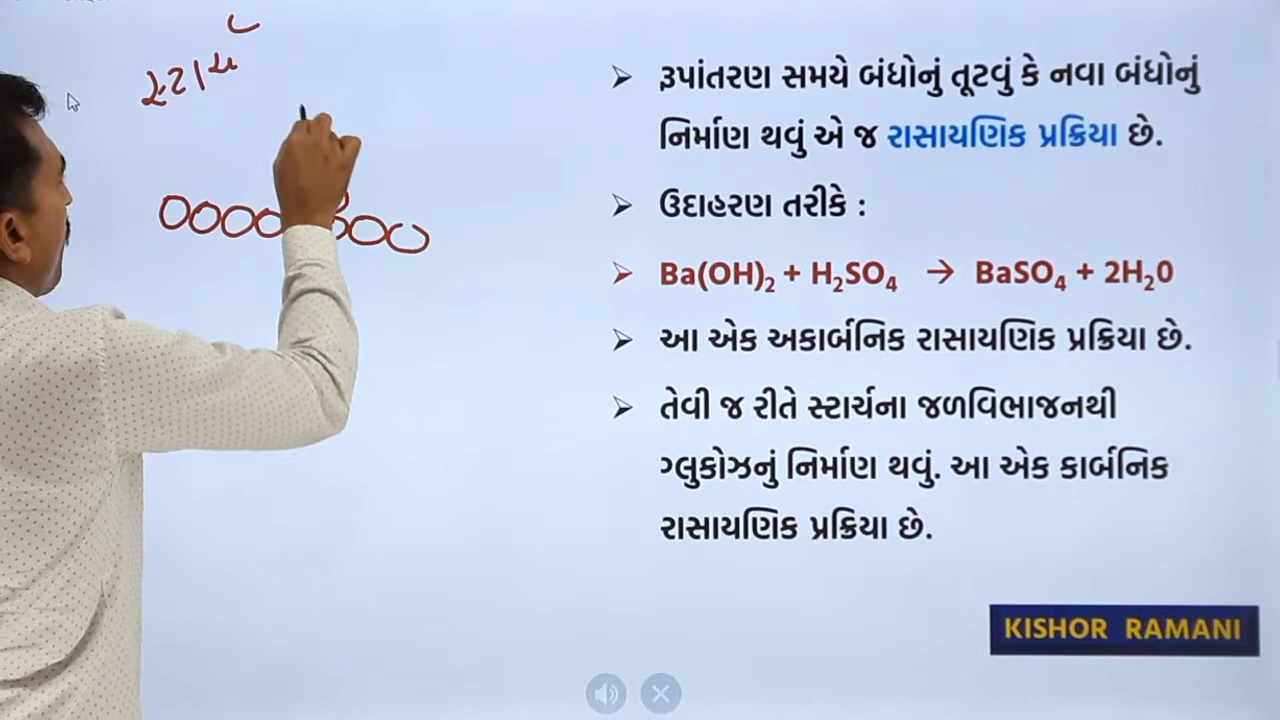 રૂપાંતરણ સમયે બંધોનું તૂટવું કે નવા બંધોનું
નિર્માણ થવું એ જ રાસાયણિક પ્રક્રિયા છે.
ઉદાહરણ તરીકે :
Ba(OH)₂ + H₂SO₄ → BaSO₄ + 2H₂0
આ એક અકાર્બનિક રાસાયણિક પ્રક્રિયા છે.
તેવી જ રીતે સ્ટાર્ચના જળવિભાજનથી
ગ્લુકોઝનું નિર્માણ થવું. આ એક કાર્બનિક
રાસાયણિક પ્રક્રિયા છે.
KISHOR RAMANI